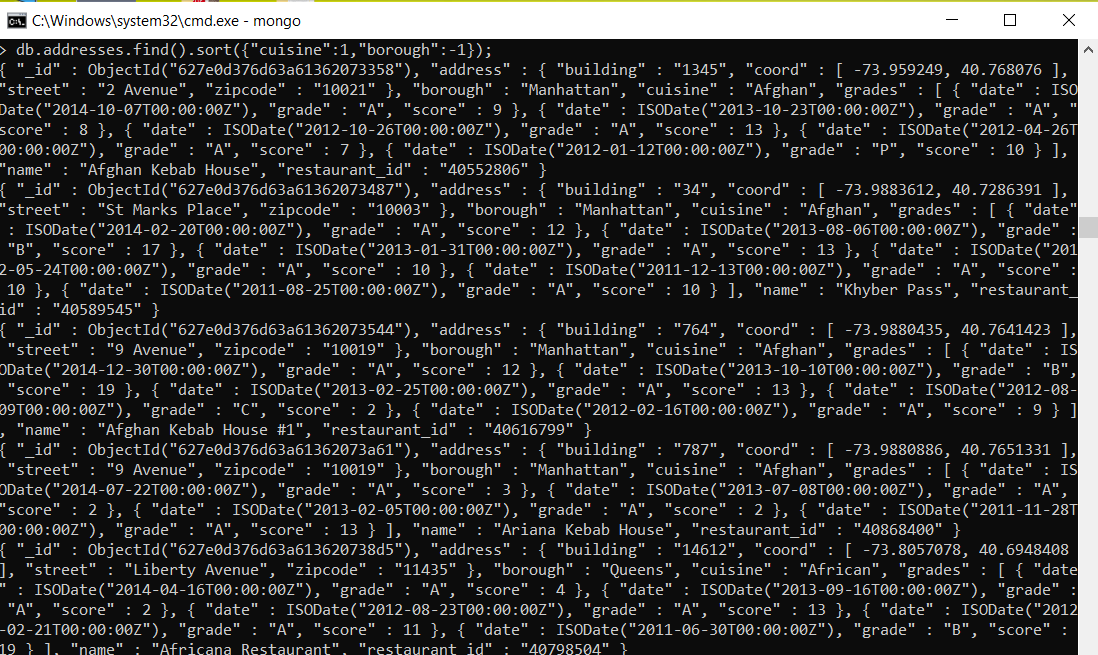 C:\Windows\system32\cmd.exe - mongo
> db.addresses.find().sort({"cuisine":1,"borough":-1});
{ "_id" : ObjectId("627e0d376d63a61362073358"), "address" : { "building" : "1345", "coord" : [ -73.959249, 40.768076 ],
"street" : "2 Avenue", "zipcode" : "10021" }, "borough" : "Manhattan", "cuisine" : "Afghan", "grades" : [ { "date" : ISO
Date("2014-10-07T00:00:00Z"), "grade" : "A", "score" : 9 }, { "date" : ISODate("2013-10-23T00:00:00Z"), "grade" : "A", "
score" : 8 }, { "date" : ISODate("2012-10-26T00:00:00Z"), "grade" : "A", "score" : 13 }, { "date" : ISODate("2012-04-26T
00:00:00Z"), "grade" : "A", "score" : 7 }, { "date" : ISODate("2012-01-12T00:00:00Z"), "grade" : "P", "score" : 10 } ],
"name" : "Afghan Kebab House", "restaurant_id" : "40552806" }
{ "_id" : ObjectId("627e0d376d63a61362073487"), "address" : { "building" : "34", "coord" : [ -73.9883612, 40.7286391 ],
"street" : "St Marks Place", "zipcode" : "10003" }, "borough" : "Manhattan", "cuisine" : "Afghan", "grades" : [ { "date"
: ISODate("2014-02-20T00:00:00Z"), "grade" : "A", "score" : 12 }, { "date" : ISODate("2013-08-06T00:00:00Z"), "grade" :
"B", "score" : 17 }, { "date" : ISODate("2013-01-31T00:00:00Z"), "grade" : "A", "score" : 13 }, { "date" : ISODate("201
2-05-24T00:00:00Z"), "grade" : "A", "score" : 10 }, { "date" : ISODate("2011-12-13T00:00:00Z"), "grade" : "A", "score" :
10 }, { "date" : ISODate("2011-08-25T00:00:00Z"), "grade" : "A", "score" : 10 } ], "name" : "Khyber Pass", "restaurant_
id" : "40589545" }
{ "_id" : ObjectId("627e0d376d63a61362073544"), "address" : { "building" : "764", "coord" : [ -73.9880435, 40.7641423 ],
"street" : "9 Avenue", "zipcode" : "10019" }, "borough" : "Manhattan", "cuisine" : "Afghan", "grades" : [ { "date" : IS
ODate("2014-12-30T00:00:00Z"), "grade" : "A", "score" : 12 }, { "date" : ISODate("2013-10-10T00:00:00Z"), "grade" : "B",
"score" : 19 }, { "date" : ISODate("2013-02-25T00:00:00Z"), "grade" : "A", "score" : 13 }, { "date" : ISODate("2012-08-
09T00:00:00Z"), "grade" : "C", "score" : 2 }, { "date" : ISODate("2012-02-16T00:00:00Z"), "grade" : "A", "score" : 9 } ]
, "name" : "Afghan Kebab House #1", "restaurant_id" : "40616799" }
{ "_id" : ObjectId("627e0d376d63a61362073a61"), "address" : { "building" : "787", "coord" : [ -73.9880886, 40.7651331 ],
"street" : "9 Avenue", "zipcode" : "10019" }, "borough" : "Manhattan", "cuisine" : "Afghan", "grades" : [ { "date" : IS
ODate("2014-07-22T00:00:00Z"), "grade" : "A", "score" : 3 }, { "date" : ISODate("2013-07-08T00:00:00Z"), "grade" : "A",
"score" : 2 }, { "date" : ISODate("2013-02-05T00:00:00Z"), "grade" : "A", "score" : 2 }, { "date" : ISODate("2011-11-28T
00:00:00Z"), "grade" : "A", "score" : 13 } ], "name" : "Ariana Kebab House", "restaurant_id" : "40868400" }
{ "_id" : ObjectId("627e0d376d63a613620738d5"), "address" : { "building" : "14612", "coord" : [ -73.8057078, 40.6948408
], "street" : "Liberty Avenue", "zipcode" : "11435" }, "borough" : "Queens", "cuisine" : "African", "grades" : [ { "date
" : ISODate("2014-04-16T00:00:00Z"), "grade" : "A", "score" : 4 }, { "date" : ISODate("2013-09-16T00:00:00Z"), "grade" :
"A", "score" : 2 }, { "date" : ISODate("2012-08-23T00:00:00Z"), "grade" : "A", "score" : 13 }, { "date" : ISODate("2012
-02-21T00:00:00Z"), "grade" : "A", "score" : 11 }, { "date" : ISODate("2011-06-30T00:00:00Z"), "grade" : "B", "score" :
19 } ], "name" : "Africana Restaurant", "restaurant_id" : "40798504" }